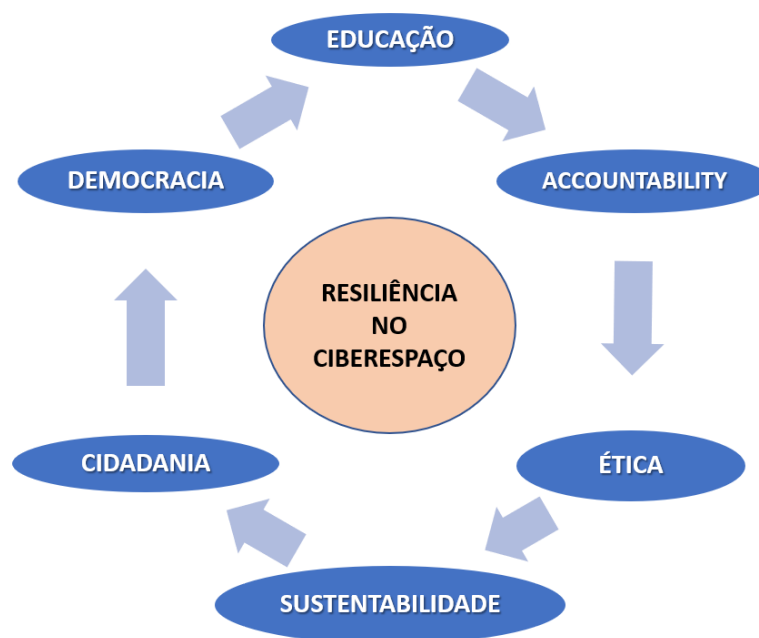 EDUCAÇÃO
DEMOCRACIA
ACCOUNTABILITY
RESILIÊNCIA
NO
CIBERESPAÇO
CIDADANIA
ÉTICA
SUSTENTABILIDADE